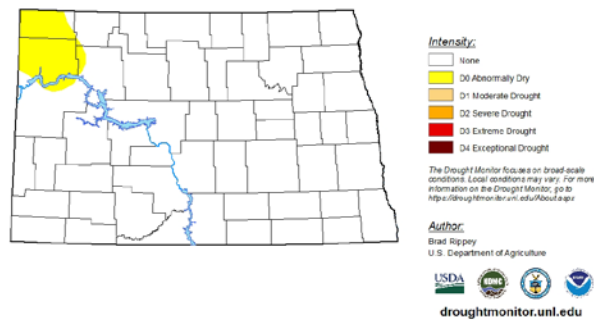 Intensity:
None
D0 Abnormally Dry
D1 Moderate Drought
D2 Severe Drought
D3 Extreme Drought
D4 Exceptional Drought
The Drought Monitor focuses on broad-scale
conditions. Local conditions may vary. For more
information on the Drought Monitor, go to
https://droughtmonitor.unl.edu/About.aspx
Author:
Brad Rippey
U.S. Department of Agriculture
USDA
NDMC
droughtmonitor.unl.edu